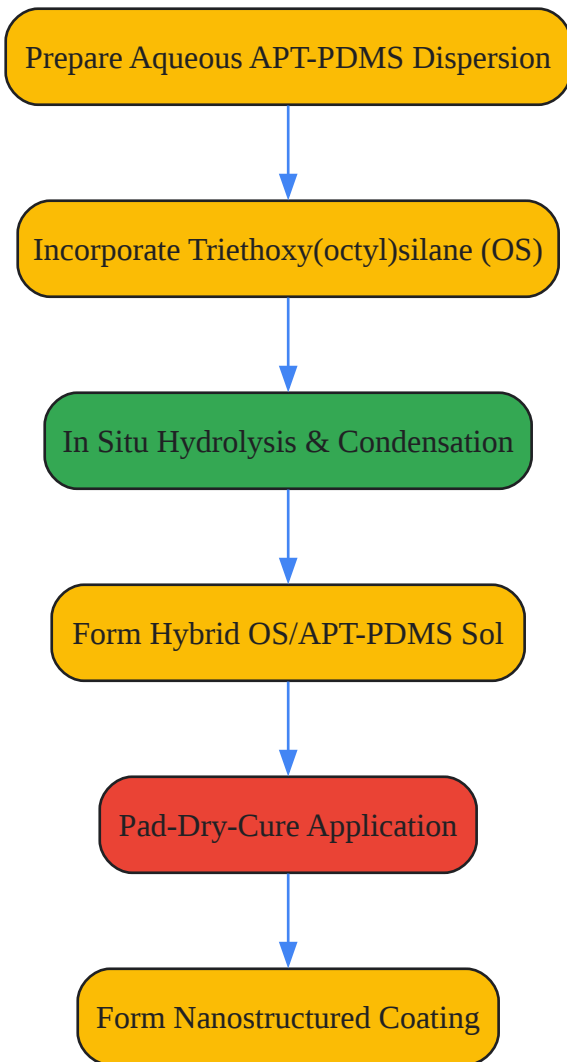 Prepare Aqueous APT-PDMS Dispersion
Incorporate Triethoxy(octyl)silane (OS)
In Situ Hydrolysis & Condensation
Form Hybrid OS/APT-PDMS Sol
Pad-Dry-Cure Application
Form Nanostructured Coating